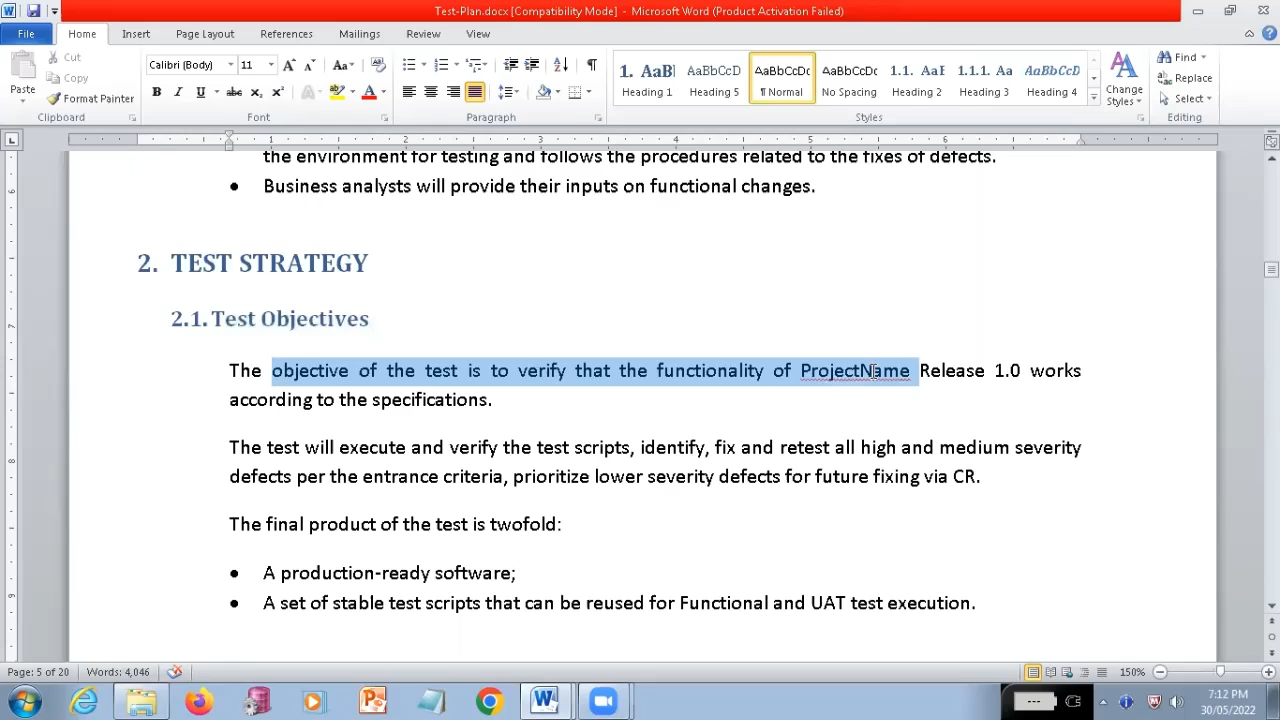 Test-Plan.docx [Compatibility Mode] - Microsoft Word (Product Activation Failed)
File Home Insert Page Layout References Mailings Review View
Cut
Copy
Paste
Format Painter
Clipboard
Calibri (Body) 11
Font
Paragraph
1. AaBl AaBbCcD AaBbCcDc AaBbCcDc 1.1. AaE 1.1.1. Aa AaBbCcD
Heading 1 Heading 5 ¶ Normal No Spacing Heading 2 Heading 3 Heading 4
Styles
Change Styles
Find
Replace
Select
Editing
the environment for testing and follows the procedures related to the fixes of defects.
• Business analysts will provide their inputs on functional changes.
2. TEST STRATEGY
2.1. Test Objectives
The objective of the test is to verify that the functionality of ProjectName Release 1.0 works
according to the specifications.
The test will execute and verify the test scripts, identify, fix and retest all high and medium severity
defects per the entrance criteria, prioritize lower severity defects for future fixing via CR.
The final product of the test is twofold:
• A production-ready software;
• A set of stable test scripts that can be reused for Functional and UAT test execution.
Page: 5 of 20 Words: 4,046 150%
7:12 PM
30/05/2022